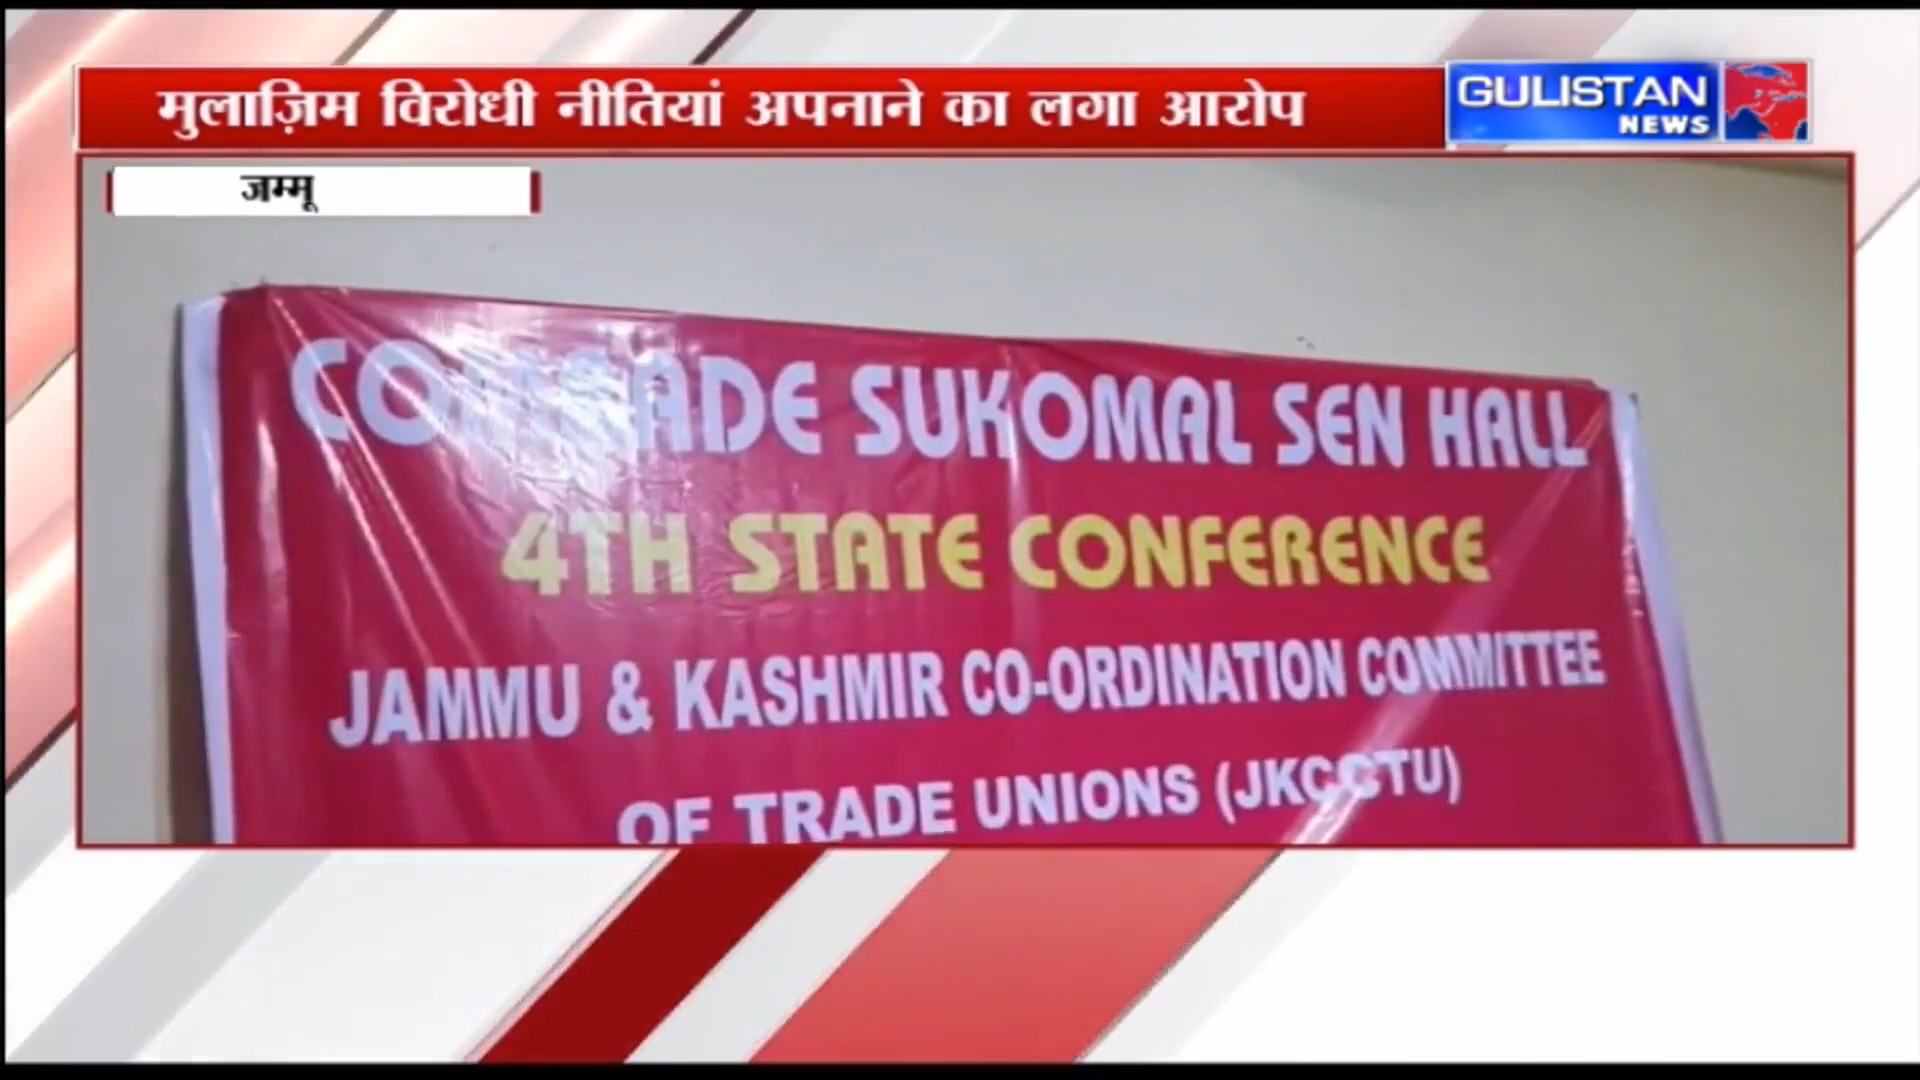 मुलाज़िम विरोधी नीतियां अपनाने का लगा आरोप
GULISTAN
NEWS
जम्मू
COMRADE SUKOMAL SEN HALL
4TH STATE CONFERENCE
JAMMU & KASHMIR CO-ORDINATION COMMITTEE
OF TRADE UNIONS (JKCCTU)